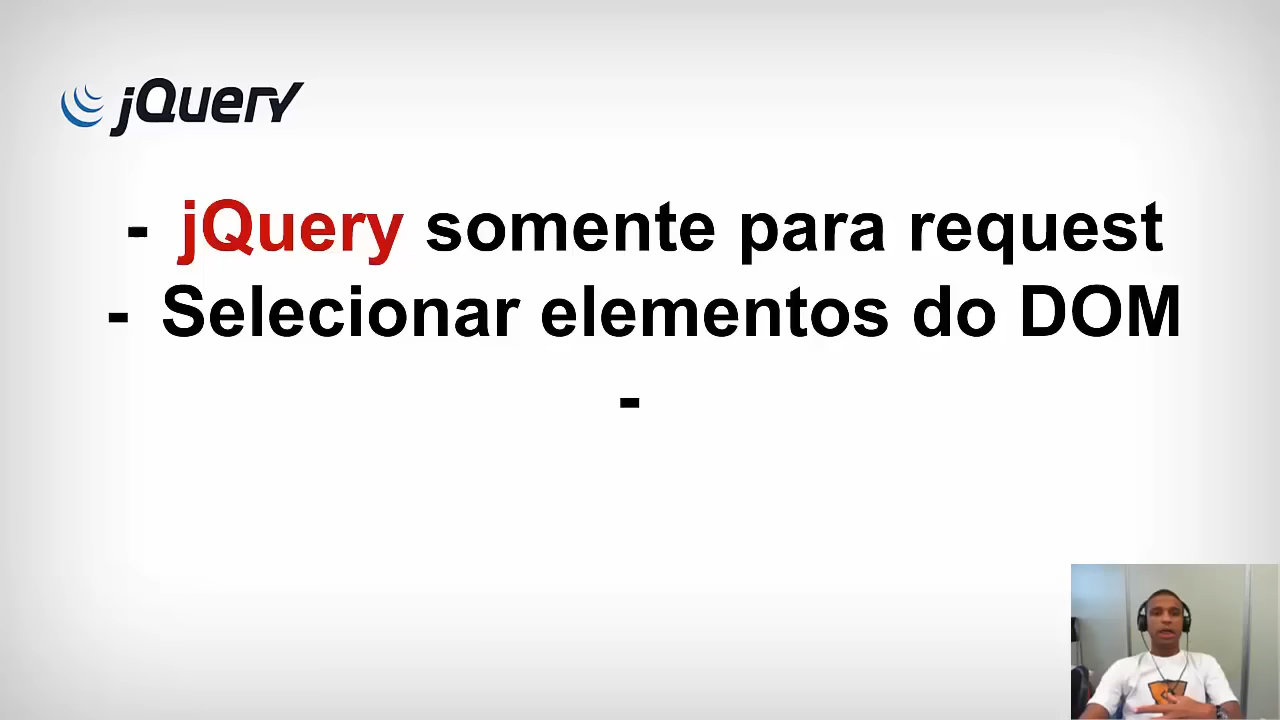 jQuery
- jQuery somente para request
- Selecionar elementos do DOM
-